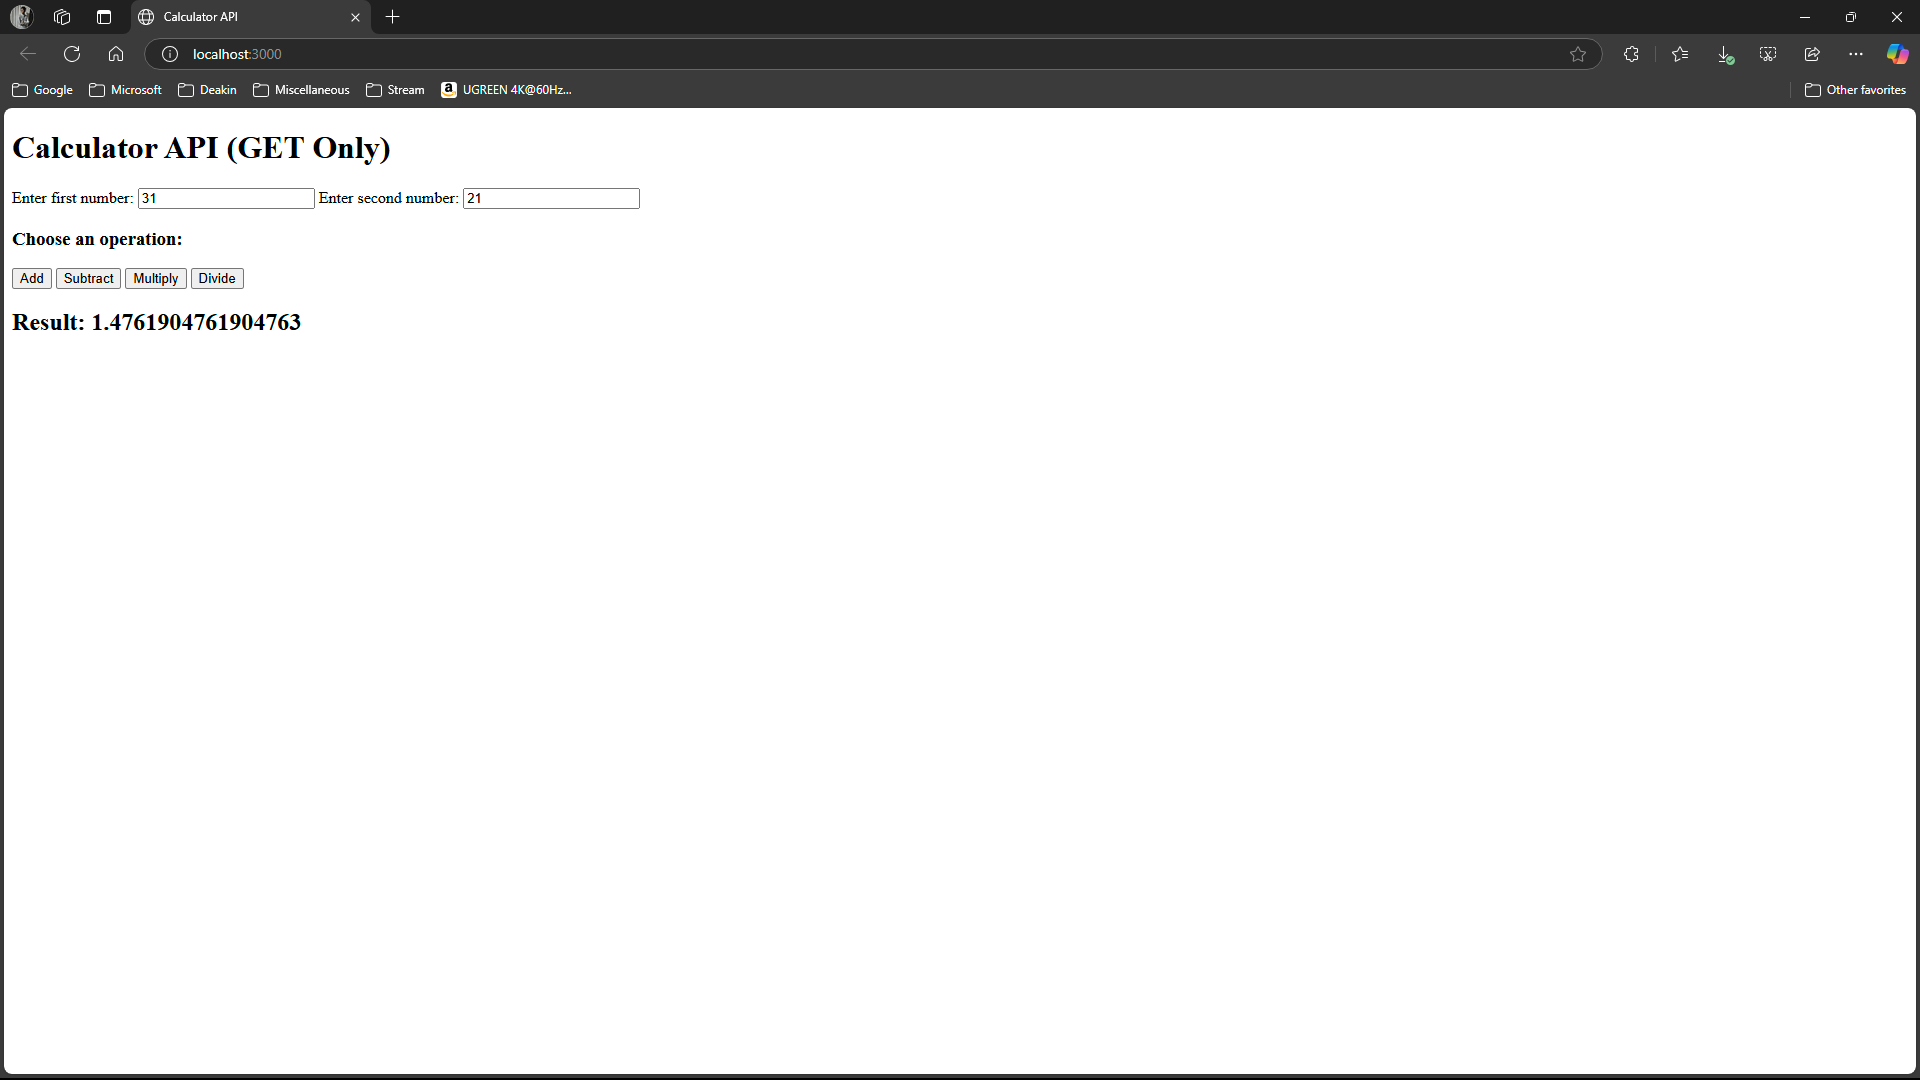 Calculator API
localhost:3000
Google Microsoft Deakin Miscellaneous Stream a UGREEN 4K@60Hz... Other favorites
Calculator API (GET Only)
Enter first number: 31 Enter second number: 21
Choose an operation:
Add Subtract Multiply Divide
Result: 1.4761904761904763